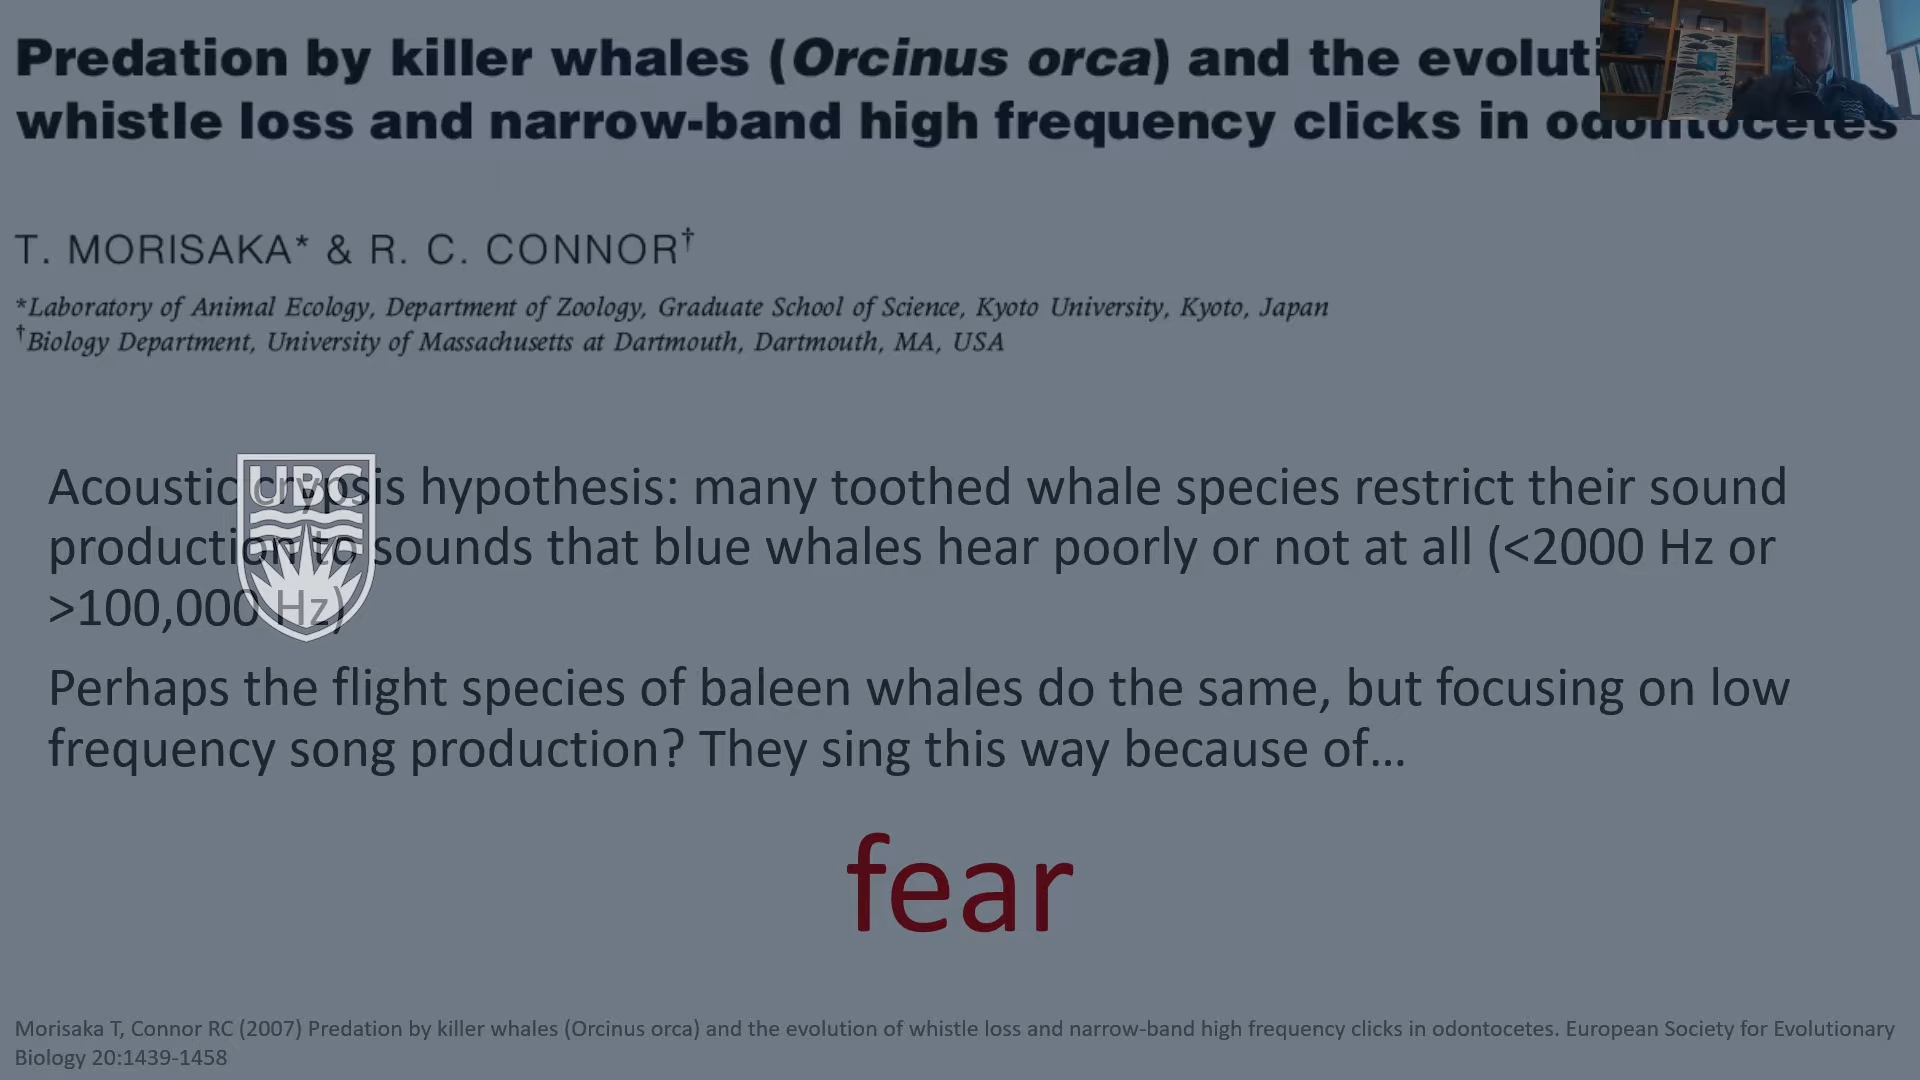 Predation by killer whales (Orcinus orca) and the evoluti
whistle loss and narrow-band high frequency clicks in odontocetes
T. MORISAKA* & R. C. CONNOR†
*Laboratory of Animal Ecology, Department of Zoology, Graduate School of Science, Kyoto University, Kyoto, Japan
†Biology Department, University of Massachusetts at Dartmouth, Dartmouth, MA, USA
UBC
Acoustic crypsis hypothesis: many toothed whale species restrict their sound
production to sounds that blue whales hear poorly or not at all (<2000 Hz or
>100,000 Hz)
Perhaps the flight species of baleen whales do the same, but focusing on low
frequency song production? They sing this way because of...
fear
Morisaka T, Connor RC (2007) Predation by killer whales (Orcinus orca) and the evolution of whistle loss and narrow-band high frequency clicks in odontocetes. European Society for Evolutionary
Biology 20:1439-1458